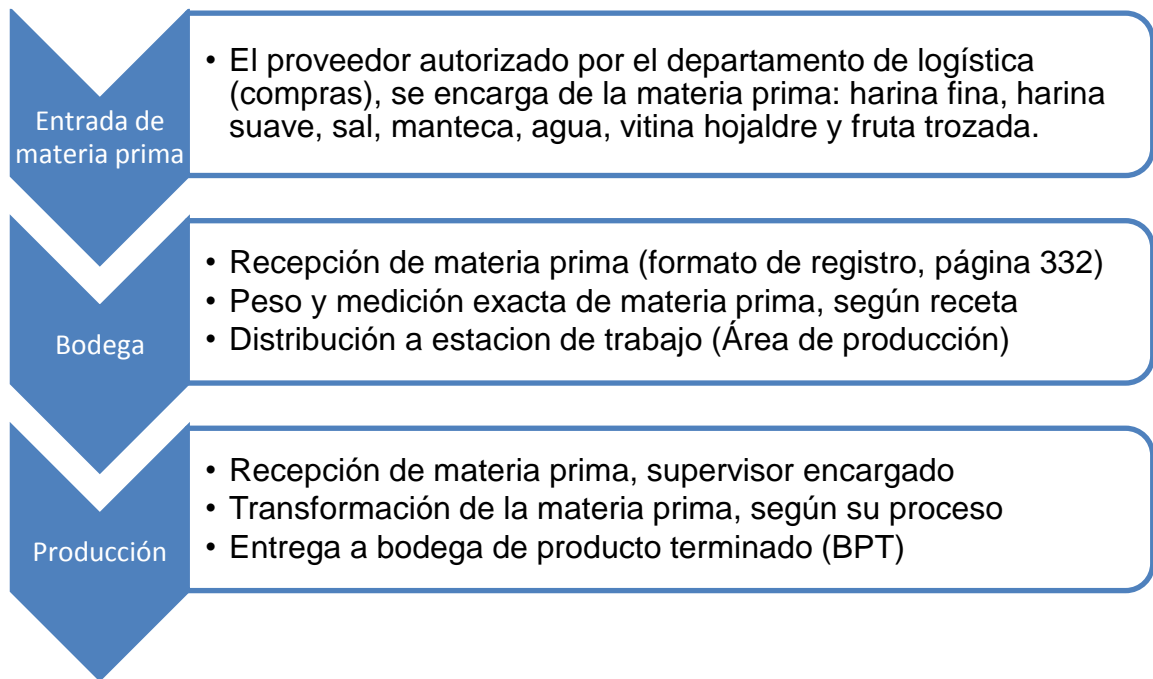 Entrada de
materia prima
• El proveedor autorizado por el departamento de logística
(compras), se encarga de la materia prima: harina fina, harina
suave, sal, manteca, agua, vitina hojaldre y fruta trozada.
Bodega
• Recepción de materia prima (formato de registro, página 332)
• Peso y medición exacta de materia prima, según receta
• Distribución a estacion de trabajo (Área de producción)
Producción
• Recepción de materia prima, supervisor encargado
• Transformación de la materia prima, según su proceso
• Entrega a bodega de producto terminado (BPT)